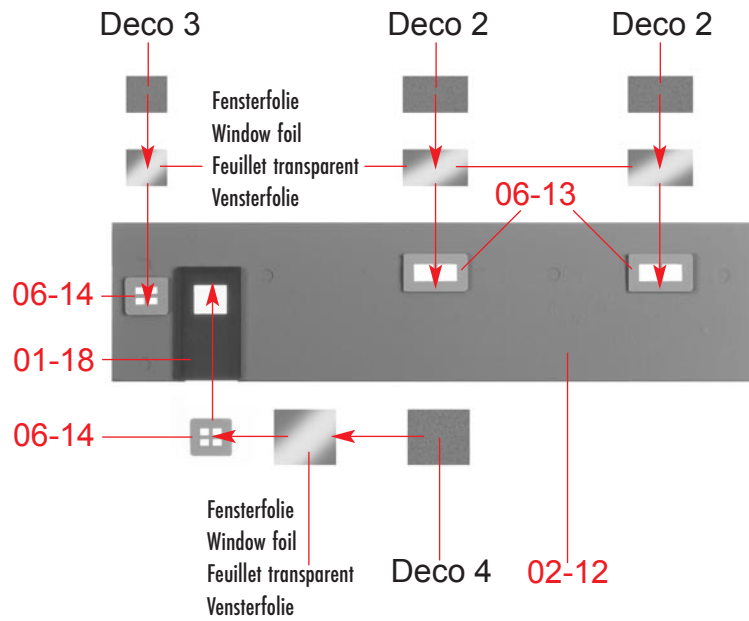 Deco 3
Deco 2
Deco 2
Fensterfolie
Window foil
Feuillet transparent
Vensterfolie
06-13
06-14
01-18
06-14
Fensterfolie
Window foil
Feuillet transparent
Vensterfolie
Deco 4
02-12